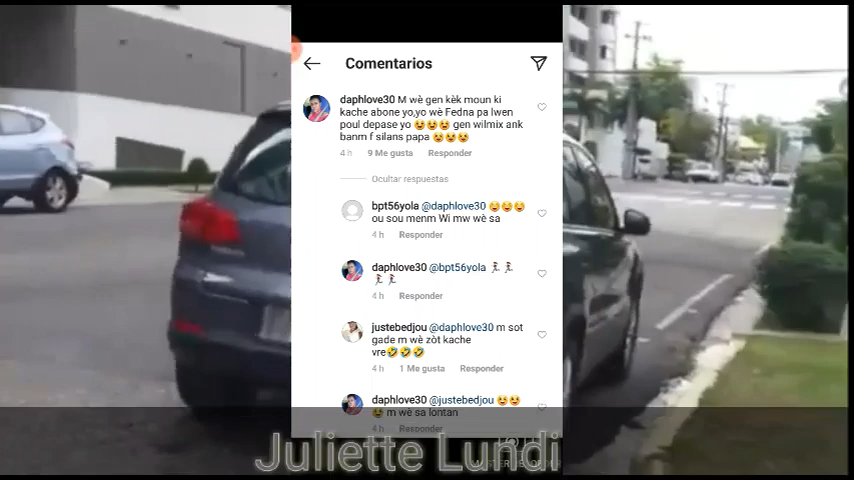 Comentarios
daphlove30 M wè gen kèk moun ki
kache abone yo,yo wè Fedna pa lwen
poul depase yo 😂😂😂 gen wilmix ank
banm f silans papa 😂😂😂
4 h 9 Me gusta Responder
Ocultar respuestas
bpt56yola @daphlove30 😂😂😂
ou sou menm Wi mw wè sa
4 h Responder
daphlove30 @bpt56yola 🏃🏃
🏃🏃
4 h Responder
justebedjou @daphlove30 m sot
gade m wè zòt kache
vre🤣🤣🤣
4 h 1 Me gusta Responder
daphlove30 @justebedjou 😂😂
😂 m wè sa lontan
4 h Responder
Juliette Lundi